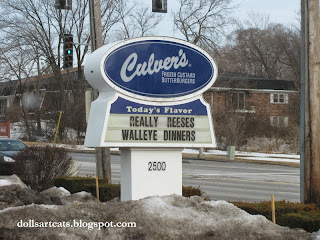 Culver's
FROZEN CUSTARD
BUTTERBURGERS
Today's Flavor
REALLY REESES
WALLEYE DINNERS
2500
dollsartcats.blogspot.com